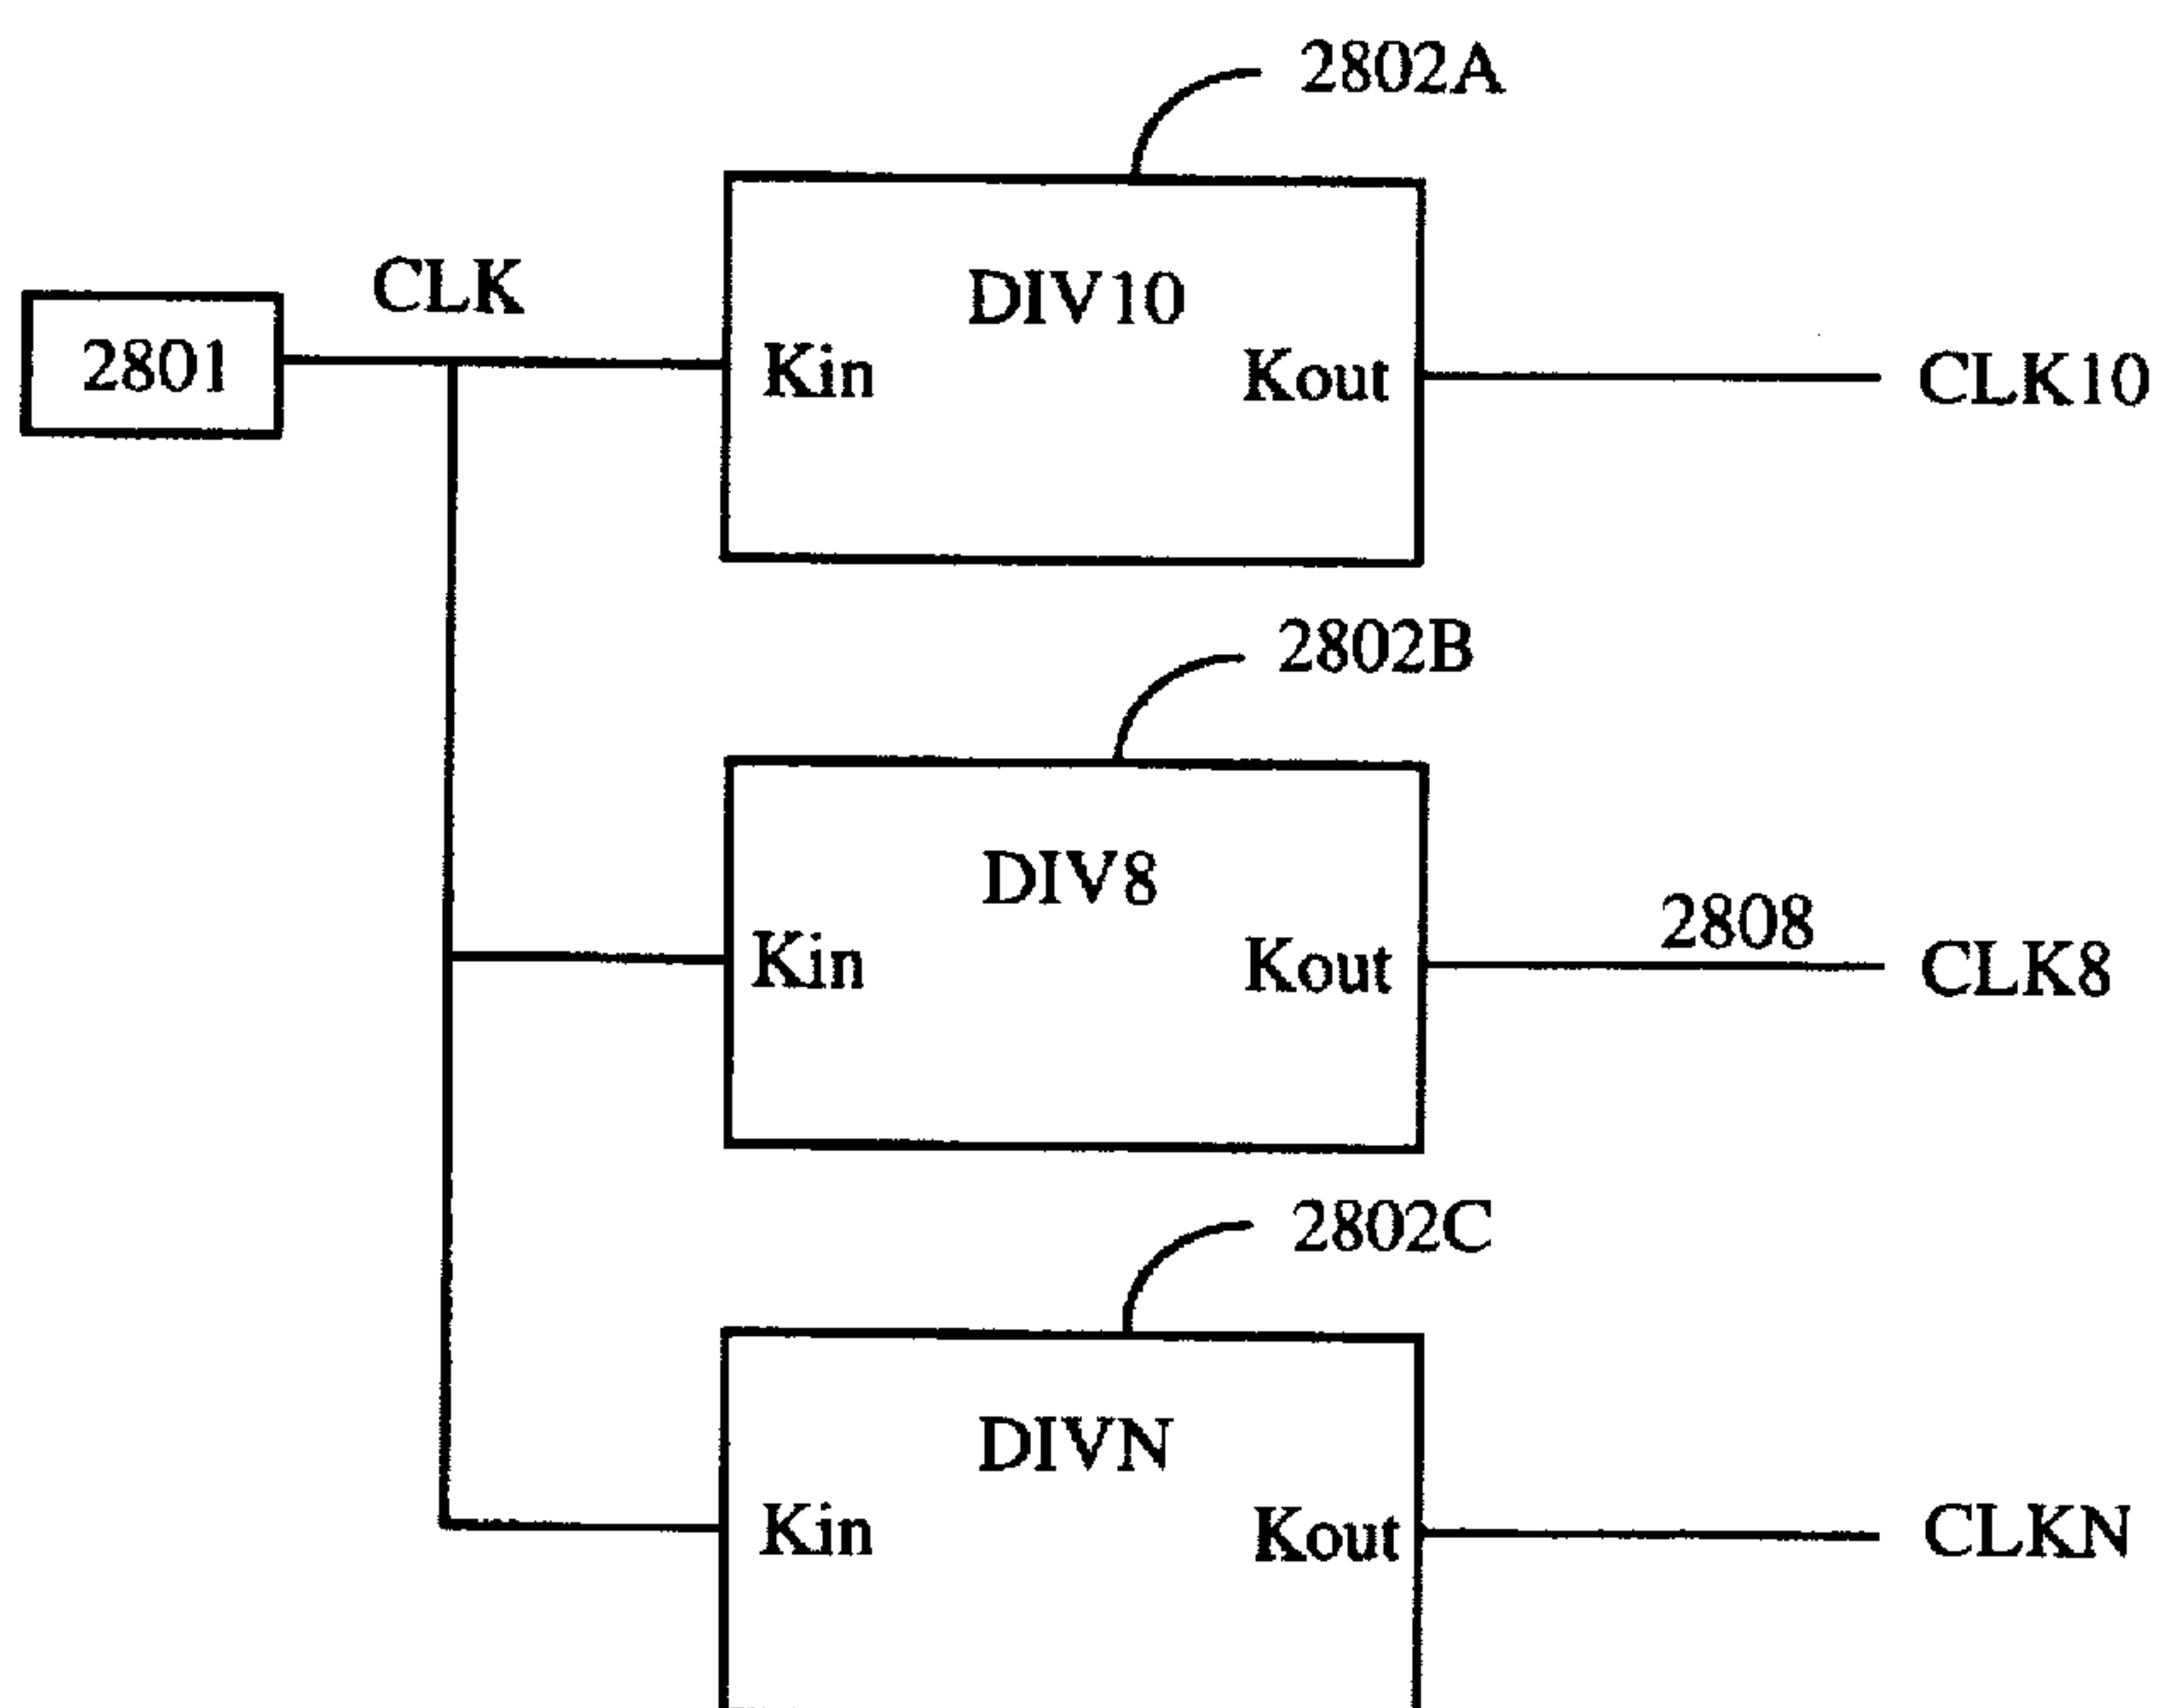 2802A
CLK
DIV10
2801
Kin
Kout
CLK10
2802B
DIV8
2808
Kin
Kout
CLK8
2802C
DIVN
Kin
Kout
CLKN